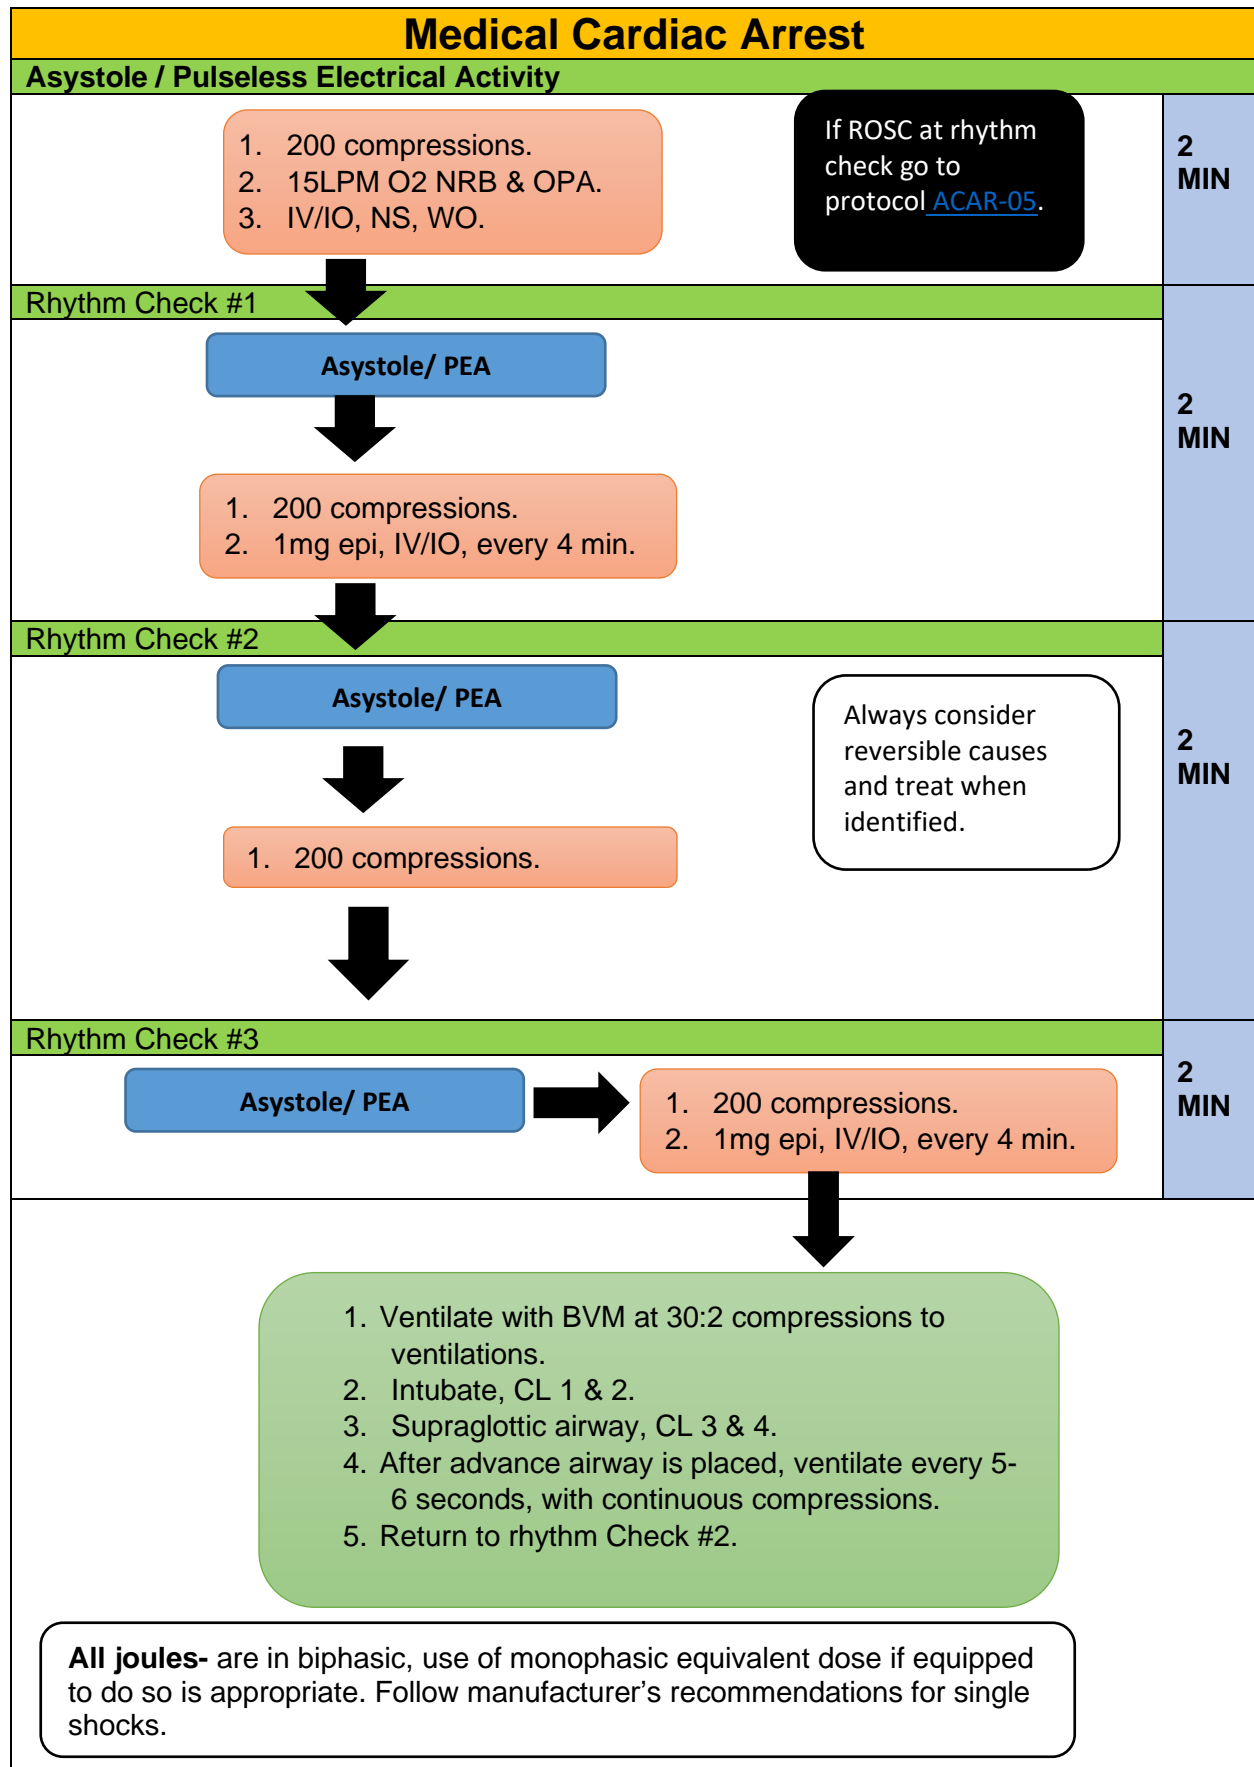 Medical Cardiac Arrest
Asystole / Pulseless Electrical Activity
1. 200 compressions.
2. 15LPM O2 NRB & OPA.
3. IV/IO, NS, WO.
If ROSC at rhythm
check go to
protocol ACAR-05.
2
MIN
Rhythm Check #1
Asystole/ PEA
1. 200 compressions.
2. 1mg epi, IV/IO, every 4 min.
2
MIN
Rhythm Check #2
Asystole/ PEA
1. 200 compressions.
Always consider
reversible causes
and treat when
identified.
2
MIN
Rhythm Check #3
Asystole/ PEA
1. 200 compressions.
2. 1mg epi, IV/IO, every 4 min.
2
MIN
1. Ventilate with BVM at 30:2 compressions to
ventilations.
2. Intubate, CL 1 & 2.
3. Supraglottic airway, CL 3 & 4.
4. After advance airway is placed, ventilate every 5-
6 seconds, with continuous compressions.
5. Return to rhythm Check #2.
All joules- are in biphasic, use of monophasic equivalent dose if equipped
to do so is appropriate. Follow manufacturer’s recommendations for single
shocks.